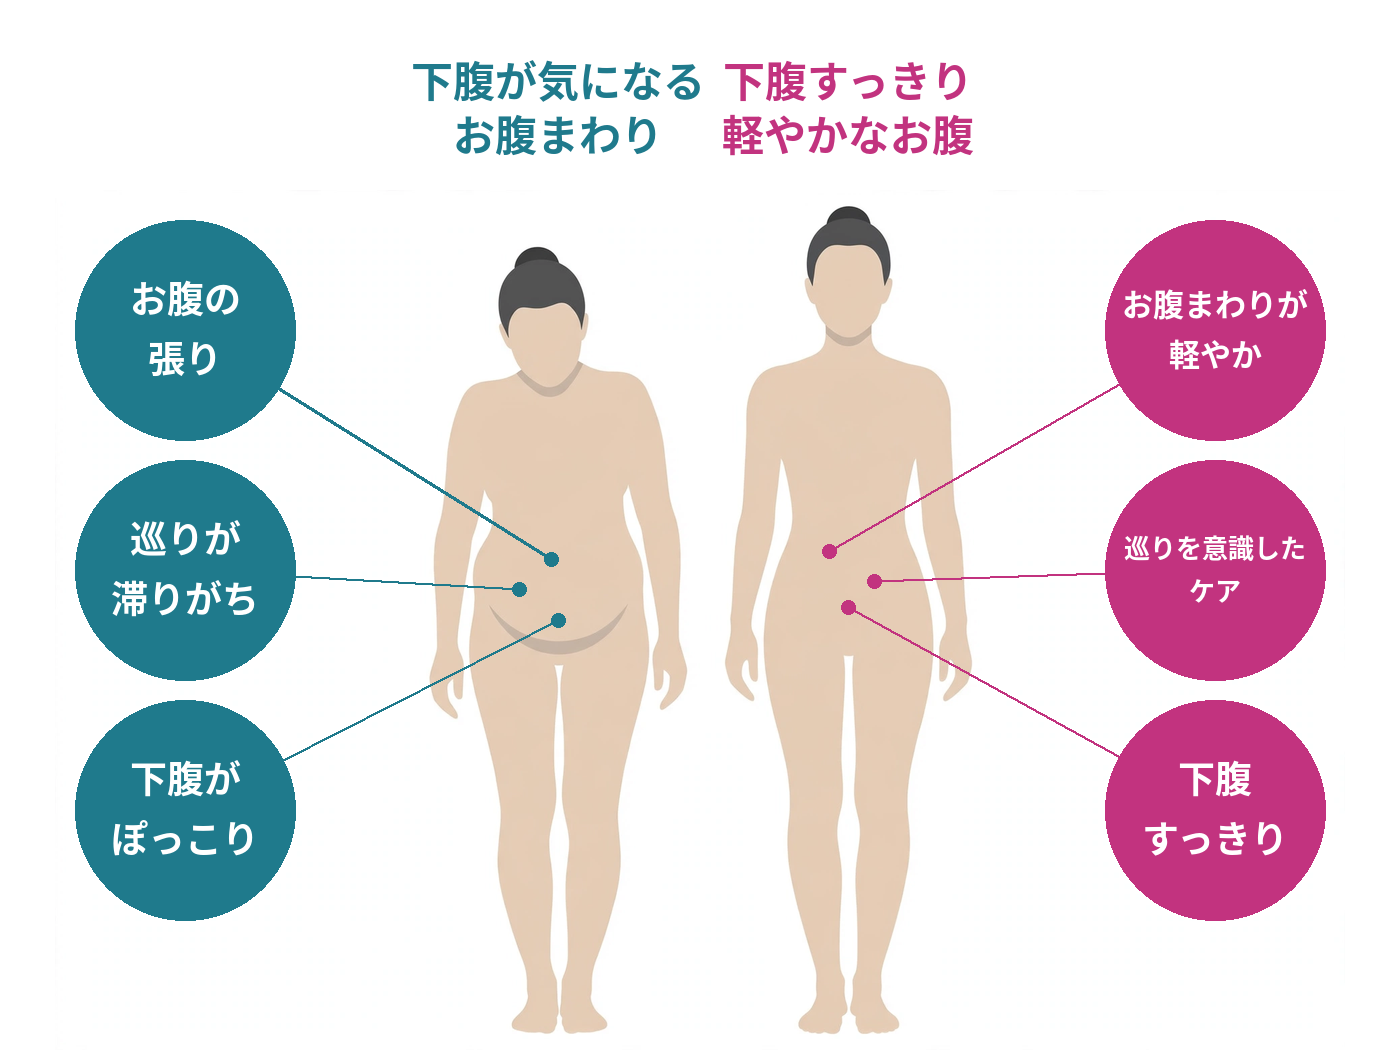 下腹が気になる
お腹まわり
下腹すっきり
軽やかなお腹
お腹の
張り
巡りが
滞りがち
下腹が
ぽっこり
お腹まわりが
軽やか
巡りを意識した
ケア
下腹
すっきり